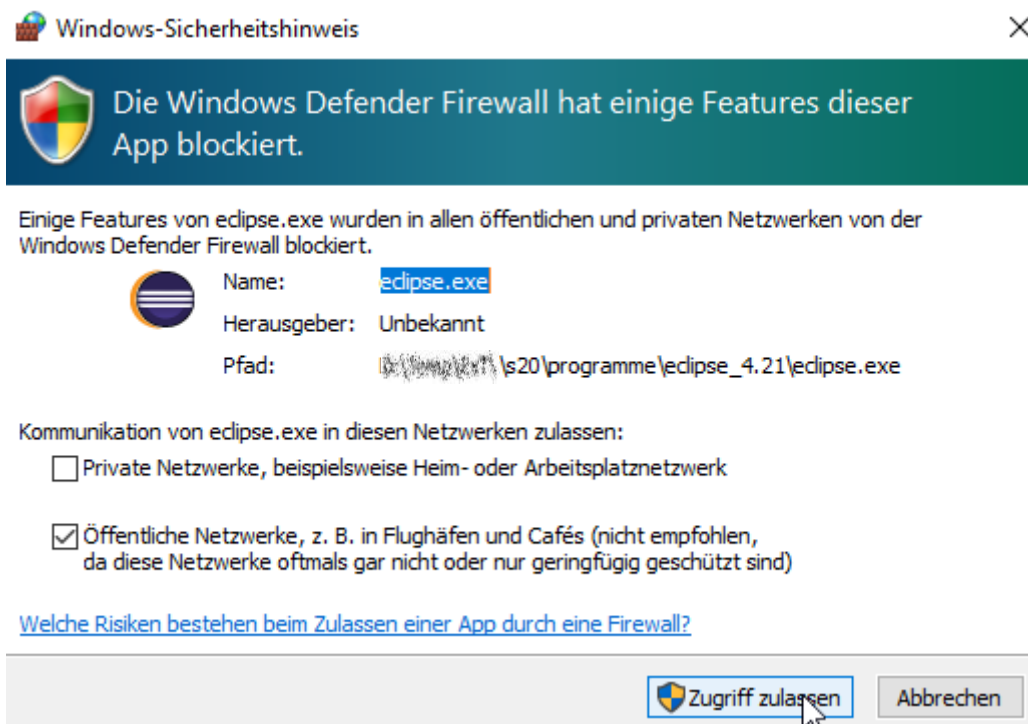 Windows-Sicherheitshinweis
Die Windows Defender Firewall hat einige Features dieser
App blockiert.
Einige Features von eclipse.exe wurden in allen öffentlichen und privaten Netzwerken von der
Windows Defender Firewall blockiert.
Name: eclipse.exe
Herausgeber: Unbekannt
Pfad: \s20\programme\eclipse_4.21\eclipse.exe
Kommunikation von eclipse.exe in diesen Netzwerken zulassen:
Private Netzwerke, beispielsweise Heim- oder Arbeitsplatznetzwerk
Öffentliche Netzwerke, z. B. in Flughäfen und Cafés (nicht empfohlen,
da diese Netzwerke oftmals gar nicht oder nur geringfügig geschützt sind)
Welche Risiken bestehen beim Zulassen einer App durch eine Firewall?
Zugriff zulassen Abbrechen